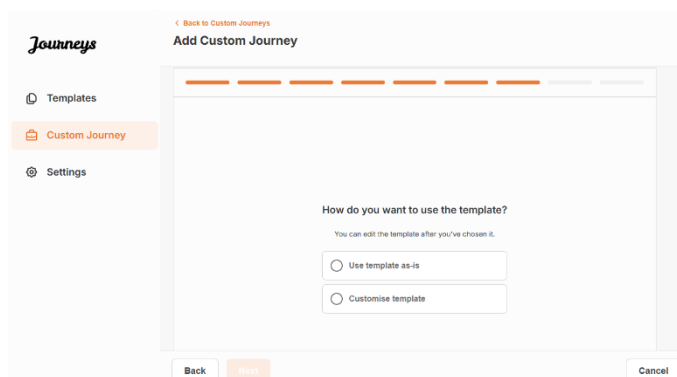 Journeys
< Back to Custom Journeys
Add Custom Journey
Templates
Custom Journey
Settings
How do you want to use the template?
You can edit the template after you've chosen it.
Use template as-is
Customise template
Back
Next
Cancel